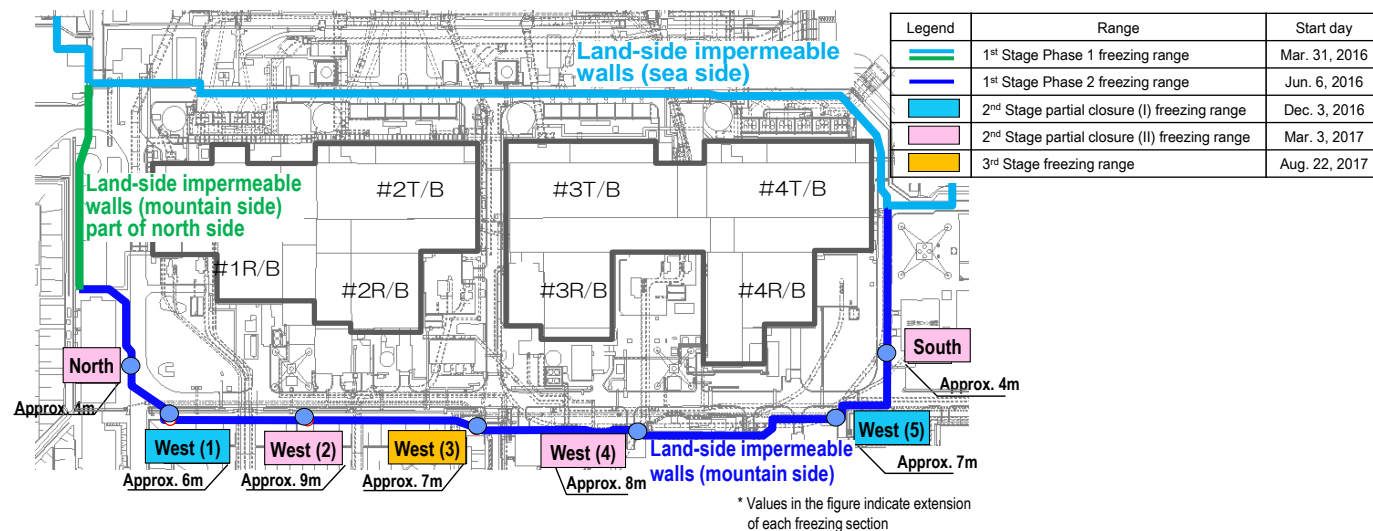 Legend Range Start day
1st Stage Phase 1 freezing range Mar. 31, 2016
1st Stage Phase 2 freezing range Jun. 6, 2016
2nd Stage partial closure (I) freezing range Dec. 3, 2016
2nd Stage partial closure (II) freezing range Mar. 3, 2017
3rd Stage freezing range Aug. 22, 2017
Land-side impermeable
walls (sea side)
Land-side impermeable
walls (mountain side)
part of north side
#2T/B
#3T/B
#4T/B
#1R/B
#2R/B
#3R/B
#4R/B
North
Approx. 4m
South
Approx. 4m
West (1)
Approx. 6m
West (2)
Approx. 9m
West (3)
Approx. 7m
West (4)
Approx. 8m
West (5)
Approx. 7m
Land-side impermeable
walls (mountain side)
* Values in the figure indicate extension
of each freezing section